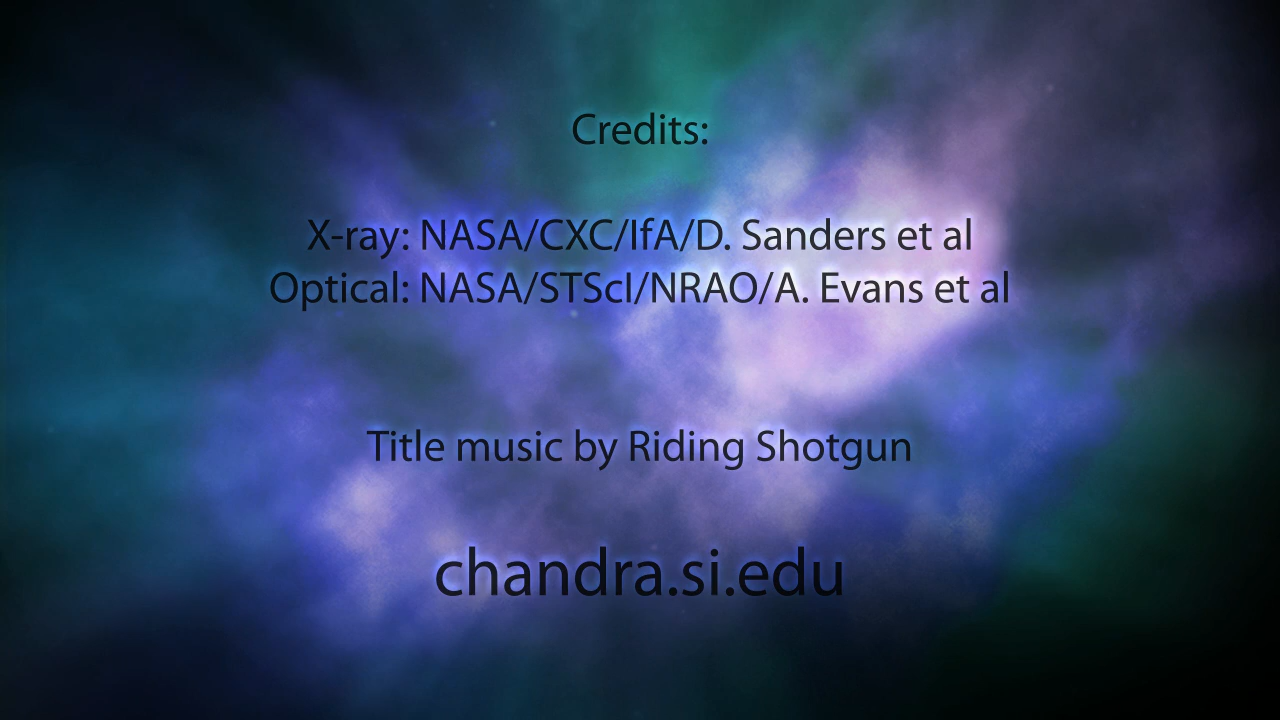 Credits:
X-ray: NASA/CXC/IfA/D. Sanders et al
Optical: NASA/STScI/NRAO/A. Evans et al
Title music by Riding Shotgun
chandra.si.edu